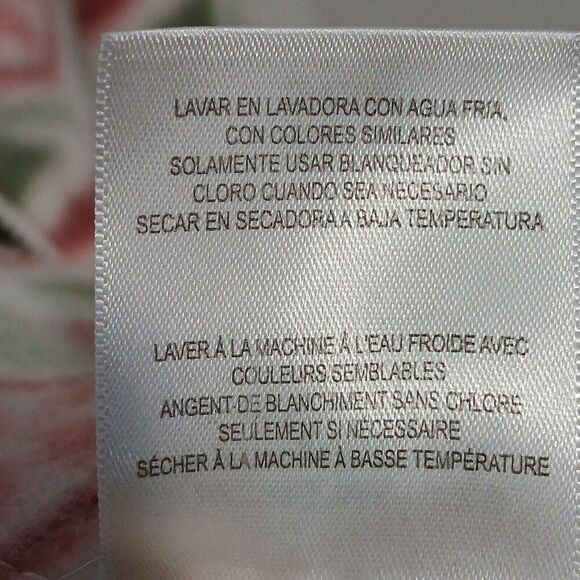 LAVAR EN LAVADORA CON AGUA FRIA,
CON COLORES SIMILARES
SOLAMENTE USAR BLANQUEADOR SIN
CLORO CUANDO SEA NECESARIO
SECAR EN SECADORA A BAJA TEMPERATURA
LAVER À LA MACHINE À L'EAU FROIDE AVEC
COULEURS SEMBLABLES
ANGENT-DE BLANCHIMENT SANS CHLORE
SEULEMENT SI NECESSAIRE
SÉCHER À LA MACHINE À BASSE TEMPÉRATURE